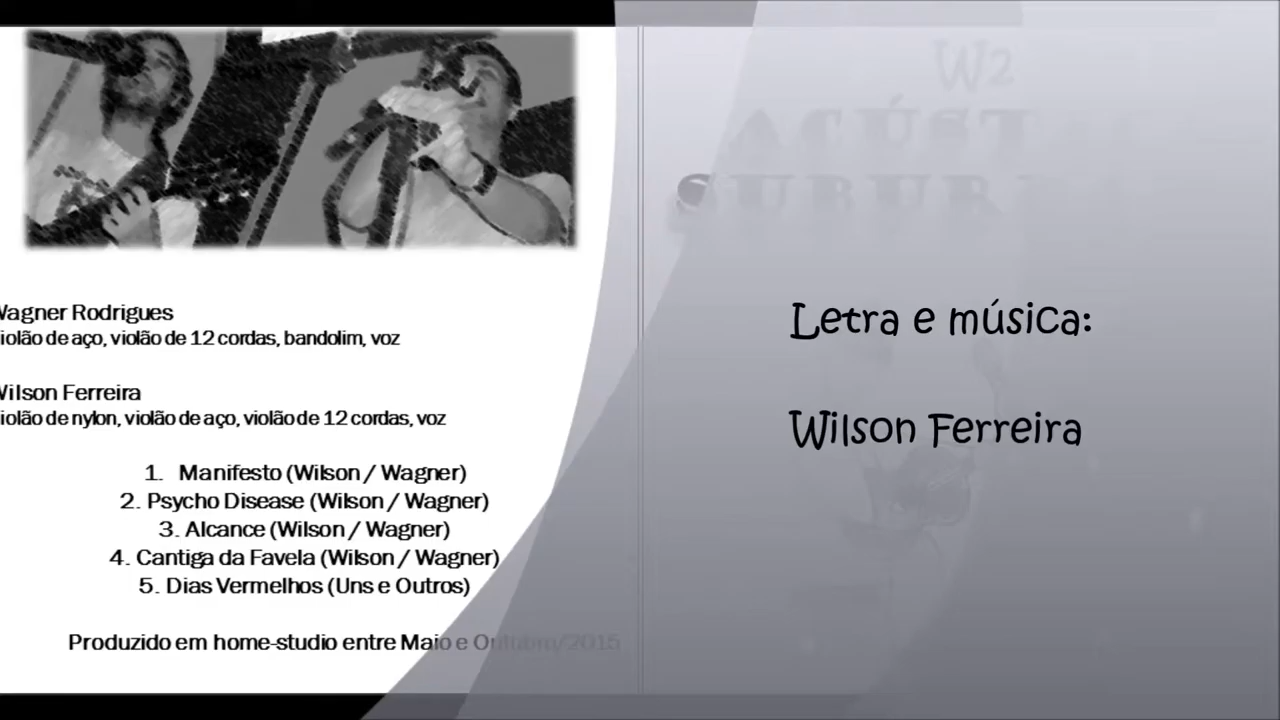 Wagner Rodrigues
violão de aço, violão de 12 cordas, bandolim, voz
Wilson Ferreira
violão de nylon, violão de aço, violão de 12 cordas, voz
1. Manifesto (Wilson / Wagner)
2. Psycho Disease (Wilson / Wagner)
3. Alcance (Wilson / Wagner)
4. Cantiga da Favela (Wilson / Wagner)
5. Dias Vermelhos (Uns e Outros)
Produzido em home-studio entre Maio e Outubro/2015
W2
Letra e música:
Wilson Ferreira